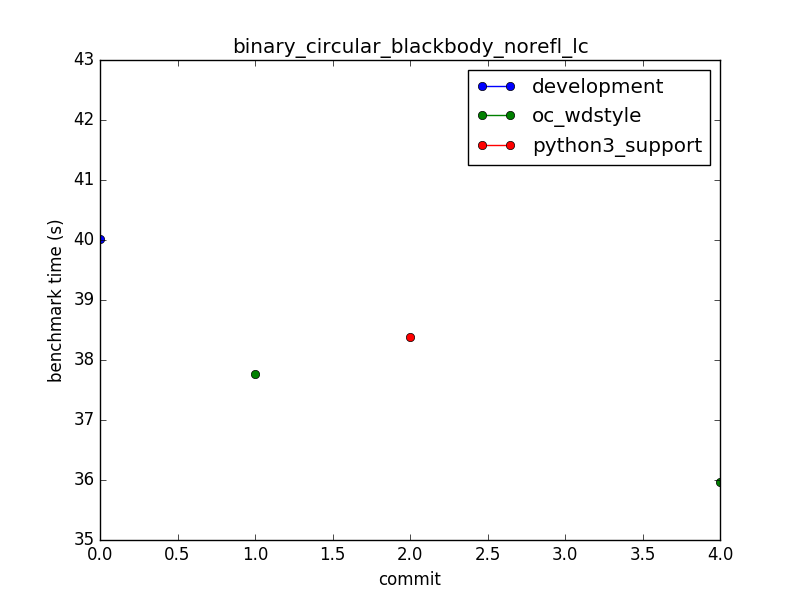 binary_circular_blackbody_norefl_lc
43
42
41
40
39
38
37
36
35
benchmark time (s)
development
oc_wdstyle
python3_support
0.0 0.5 1.0 1.5 2.0 2.5 3.0 3.5 4.0
commit